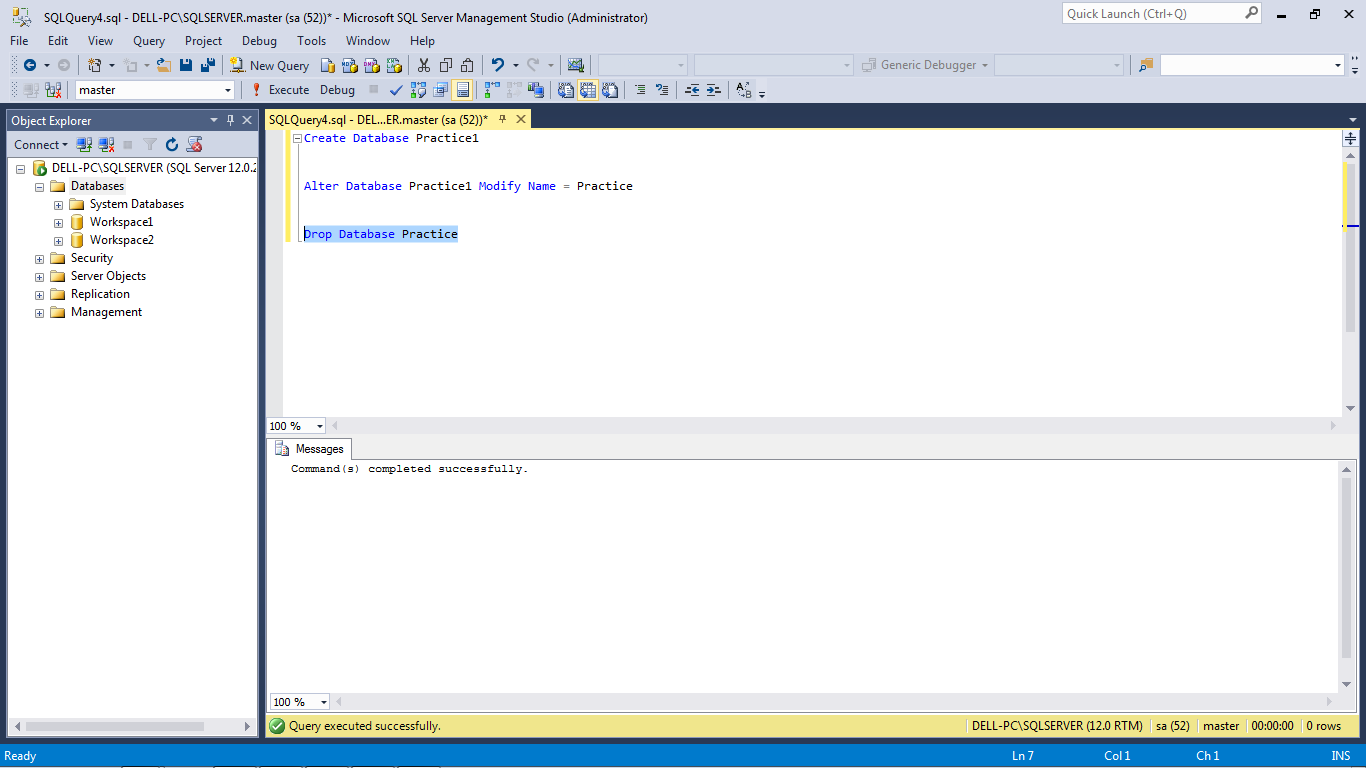 SQLQuery4.sql - DELL-PC\SQLSERVER.master (sa (52))* - Microsoft SQL Server Management Studio (Administrator)
Quick Launch (Ctrl+Q)
File Edit View Query Project Debug Tools Window Help
New Query
Generic Debugger
master
Execute Debug
Object Explorer
Connect
DELL-PC\SQLSERVER (SQL Server 12.0.2
Databases
System Databases
Workspace1
Workspace2
Security
Server Objects
Replication
Management
SQLQuery4.sql - DEL...ER.master (sa (52))*
Create Database Practice1
Alter Database Practice1 Modify Name = Practice
Drop Database Practice
100 %
Messages
Command(s) completed successfully.
100 %
Query executed successfully.
DELL-PC\SQLSERVER (12.0 RTM) sa (52) master 00:00:00 0 rows
Ready Ln 7 Col 1 Ch 1 INS